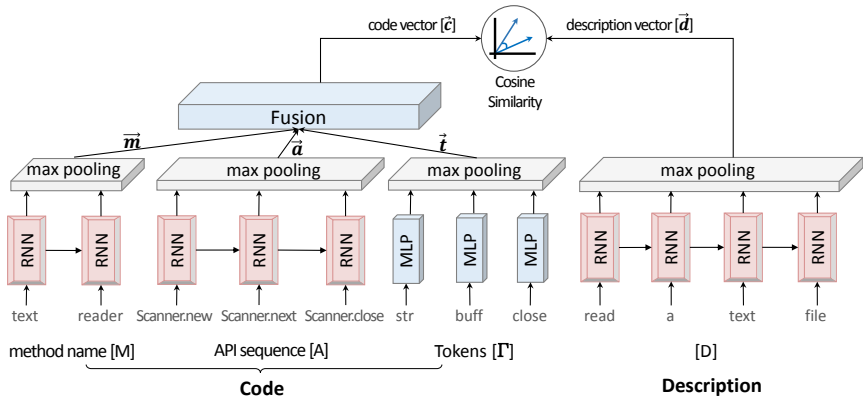 code vector [c⃗]
description vector [d⃗]
Cosine
Similarity
Fusion
m⃗
a⃗
t⃗
max pooling
max pooling
max pooling
max pooling
RNN
RNN
RNN
RNN
RNN
MLP
MLP
MLP
RNN
RNN
RNN
RNN
text
reader
Scanner.new
Scanner.next
Scanner.close
str
buff
close
read
a
text
file
method name [M]
API sequence [A]
Tokens [Γ]
[D]
Code
Description